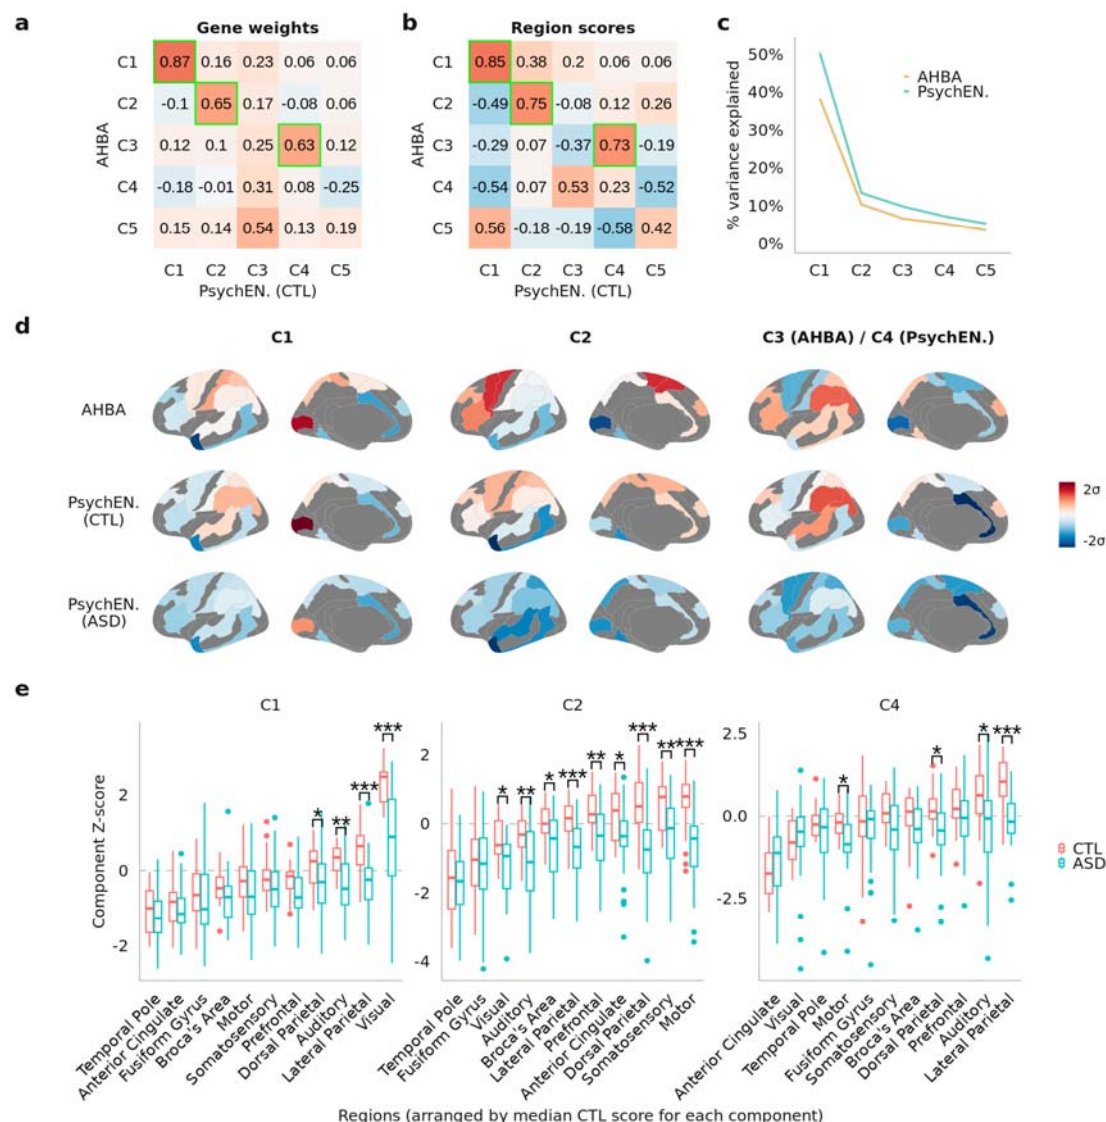 a
Gene weights
AHBA
C1 0.87 0.16 0.23 0.06 0.06
C2 -0.1 0.65 0.17 -0.08 0.06
C3 0.12 0.1 0.25 0.63 0.12
C4 -0.18 -0.01 0.31 0.08 -0.25
C5 0.15 0.14 0.54 0.13 0.19
C1 C2 C3 C4 C5
PsychEN. (CTL)
b
Region scores
AHBA
C1 0.85 0.38 0.2 0.06 0.06
C2 -0.49 0.75 -0.08 0.12 0.26
C3 -0.29 0.07 -0.37 0.73 -0.19
C4 -0.54 0.07 0.53 0.23 -0.52
C5 0.56 -0.18 -0.19 -0.58 0.42
C1 C2 C3 C4 C5
PsychEN. (CTL)
c
% variance explained
50%
40%
30%
20%
10%
0%
C1 C2 C3 C4 C5
AHBA
PsychEN.
d
C1 C2 C3 (AHBA) / C4 (PsychEN.)
AHBA
PsychEN.
(CTL)
PsychEN.
(ASD)
2σ
-2σ
e
Component Z-score
C1
2
0
-2
* ** *** ***
Temporal Pole
Anterior Cingulate
Fusiform Gyrus
Broca's Area
Motor
Somatosensory
Prefrontal
Dorsal Parietal
Auditory
Lateral Parietal
Visual
C2
2
0
-2
-4
* ** * *** ** * *** ** ***
Temporal Pole
Fusiform Gyrus
Visual
Auditory
Broca's Area
Lateral Parietal
Prefrontal
Anterior Cingulate
Dorsal Parietal
Somatosensory
Motor
C4
2.5
0.0
-2.5
* * * ***
Anterior Cingulate
Visual
Temporal Pole
Motor
Fusiform Gyrus
Somatosensory
Broca's Area
Dorsal Parietal
Prefrontal
Auditory
Lateral Parietal
CTL
ASD
Regions (arranged by median CTL score for each component)